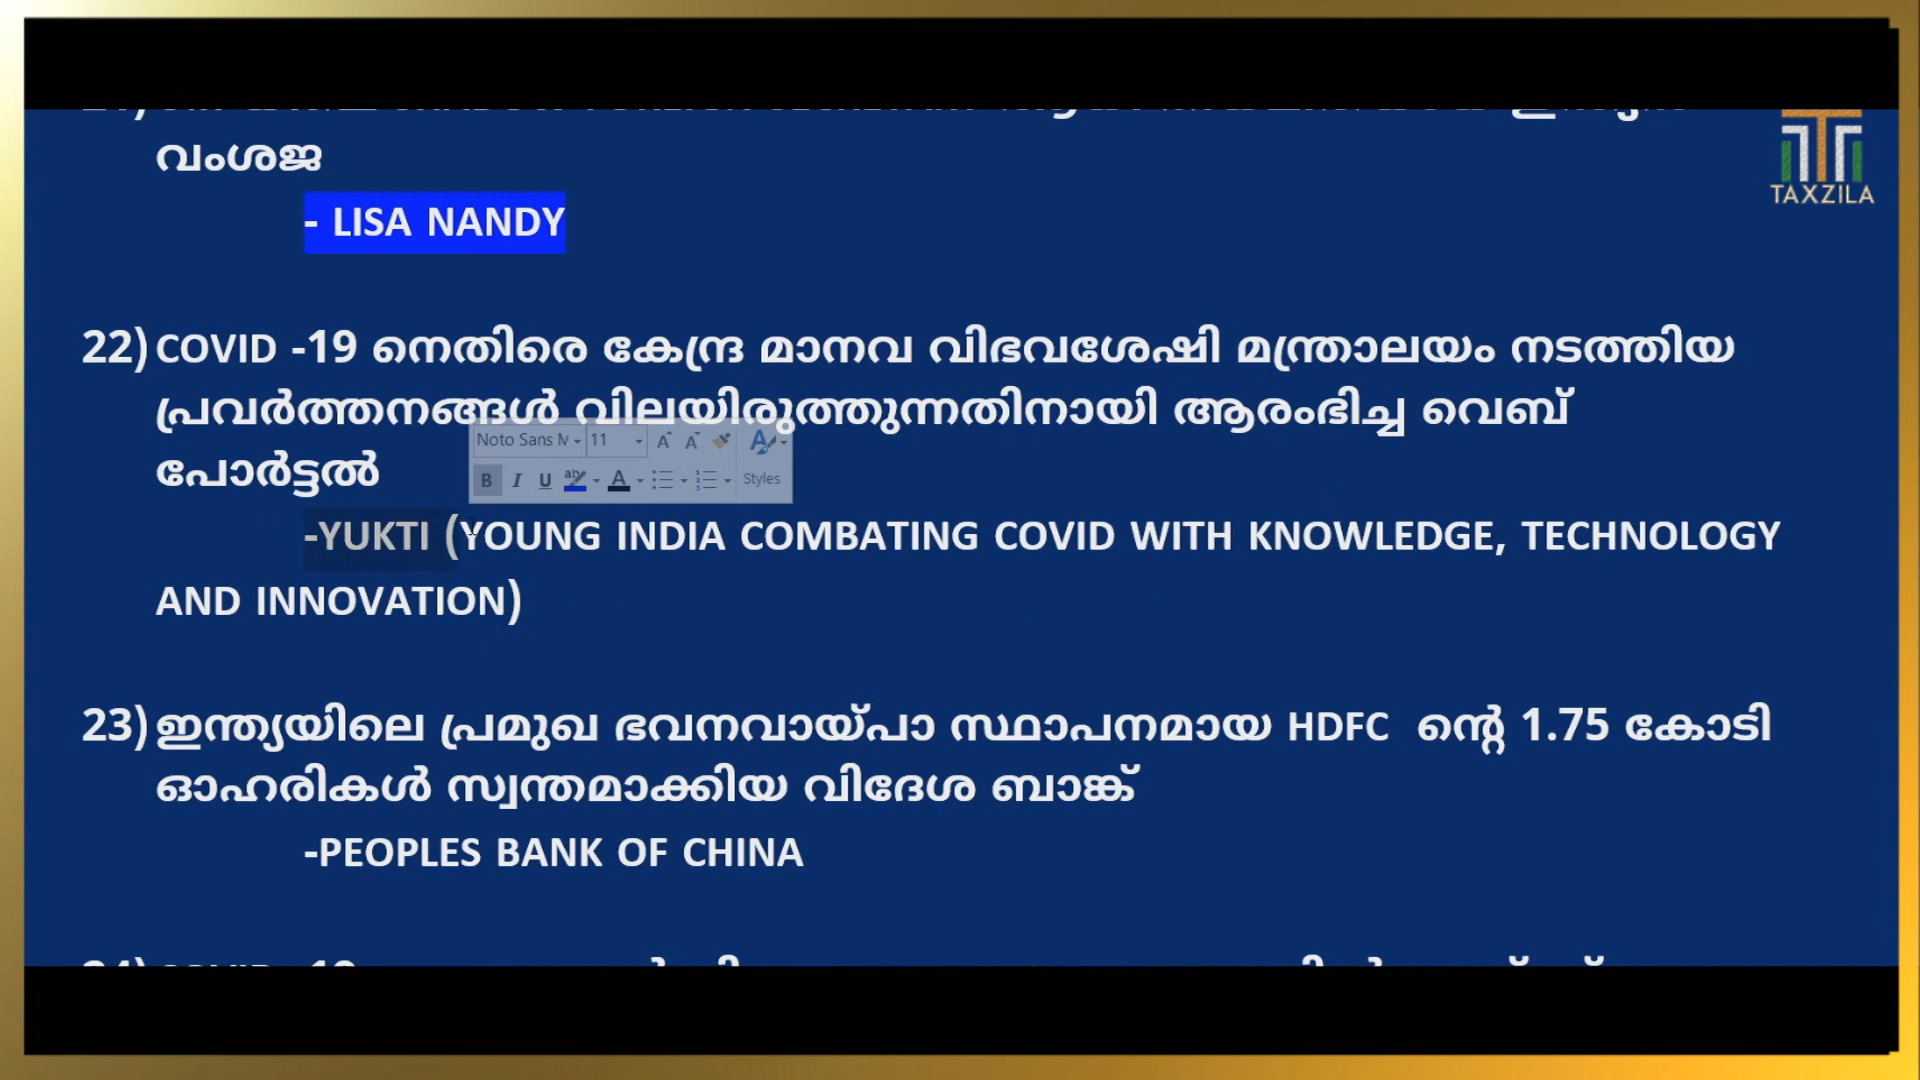 വംശജ
TAXZILA
- LISA NANDY
22) COVID -19 നെതിരെ കേന്ദ്ര മാനവ വിഭവശേഷി മന്ത്രാലയം നടത്തിയ
പ്രവർത്തനങ്ങൾ വിലയിരുത്തുന്നതിനായി ആരംഭിച്ച വെബ്
പോർട്ടൽ
Noto Sans M 11
B I U Styles
-YUKTI (YOUNG INDIA COMBATING COVID WITH KNOWLEDGE, TECHNOLOGY
AND INNOVATION)
23) ഇന്ത്യയിലെ പ്രമുഖ ഭവനവായ്പാ സ്ഥാപനമായ HDFC ന്റെ 1.75 കോടി
ഓഹരികൾ സ്വന്തമാക്കിയ വിദേശ ബാങ്ക്
-PEOPLES BANK OF CHINA